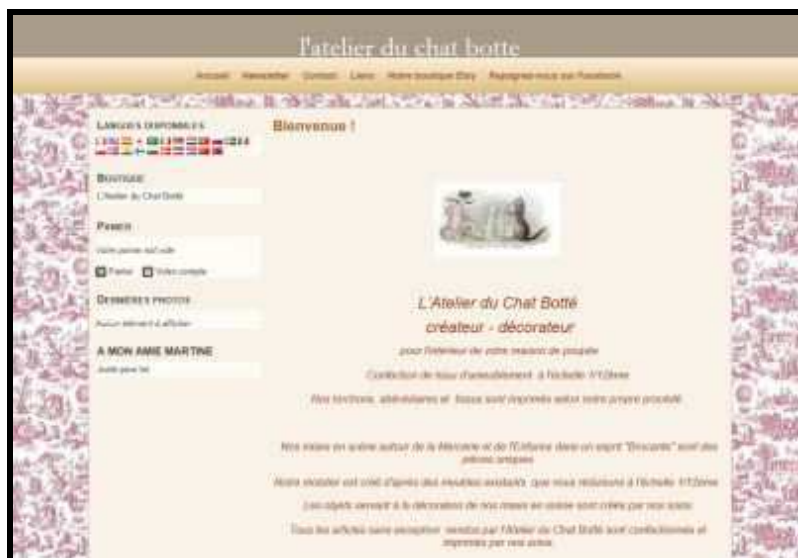 l'atelier du chat botte
Accueil Newsletter Contact Liens Notre boutique Etsy Rejoignez-nous sur Facebook
LANGUES DISPONIBLES
BOUTIQUE
L'Atelier du Chat Botté
PANIER
Votre panier est vide
Panier Votre compte
DERNIÈRES PHOTOS
Aucun élément à afficher
A MON AMIE MARTINE
Juste pour toi
Bienvenue !
L'Atelier du Chat Botté
créateur - décorateur
pour l'intérieur de votre maison de poupée
Confection de tissu d'ameublement à l'échelle 1/12ème
Nos torchons, abécédaires et tissus sont imprimés selon notre propre procédé
Nos mises en scène autour de la Mercerie et de l'Enfance dans un esprit "Brocante" sont des
pièces uniques
Notre mobilier est créé d'après des meubles existants que nous réduisons à l'échelle 1/12ème
Les objets servant à la décoration de nos mises en scène sont créés par nos soins
Tous les articles sans exception vendus par l'Atelier du Chat Botté sont confectionnés et
imprimés par nos soins